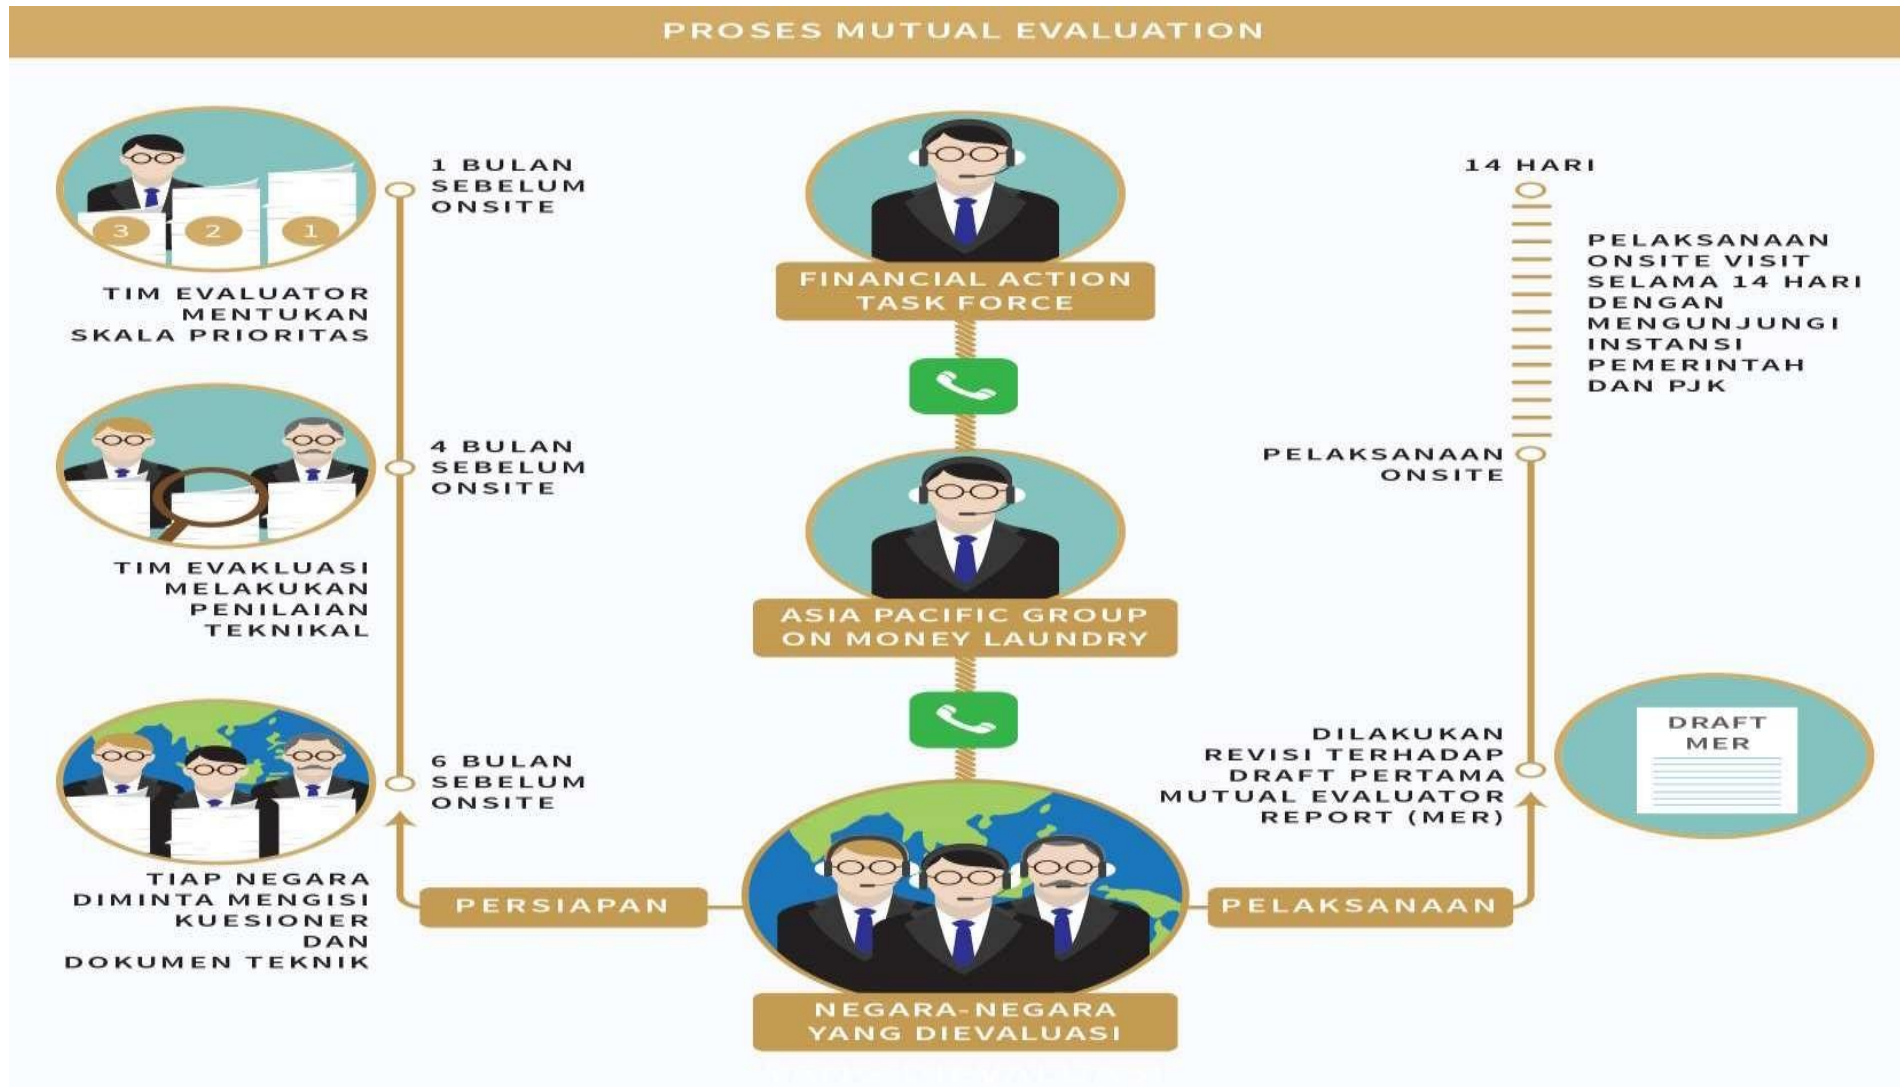 PROSES MUTUAL EVALUATION
3
2
1
TIM EVALUATOR
MENTUKAN
SKALA PRIORITAS
1 BULAN
SEBELUM
ONSITE
TIM EVAKLUASI
MELAKUKAN
PENILAIAN
TEKNIKAL
4 BULAN
SEBELUM
ONSITE
TIAP NEGARA
DIMINTA MENGISI
KUESIONER
DAN
DOKUMEN TEKNIK
6 BULAN
SEBELUM
ONSITE
PERSIAPAN
FINANCIAL ACTION
TASK FORCE
ASIA PACIFIC GROUP
ON MONEY LAUNDRY
NEGARA-NEGARA
YANG DIEVALUASI
PELAKSANAAN
14 HARI
PELAKSANAAN
ONSITE VISIT
SELAMA 14 HARI
DENGAN
MENGUNJUNGI
INSTANSI
PEMERINTAH
DAN PJK
PELAKSANAAN
ONSITE
DILAKUKAN
REVISI TERHADAP
DRAFT PERTAMA
MUTUAL EVALUATOR
REPORT (MER)
DRAFT
MER